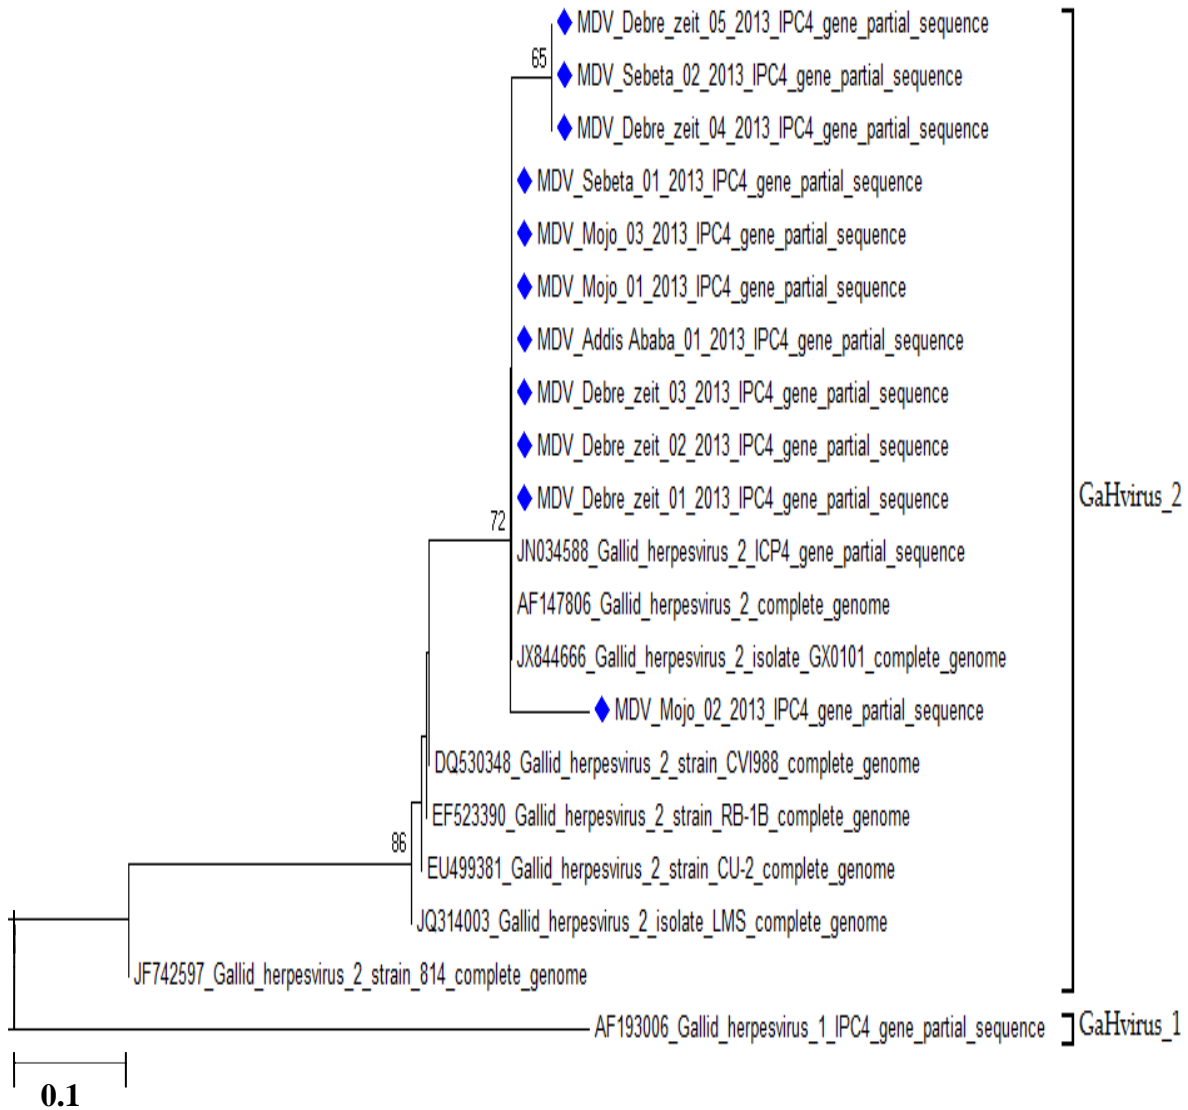 MDV_Debre_zeit_05_2013_IPC4_gene_partial_sequence
65
MDV_Sebeta_02_2013_IPC4_gene_partial_sequence
MDV_Debre_zeit_04_2013_IPC4_gene_partial_sequence
MDV_Sebeta_01_2013_IPC4_gene_partial_sequence
MDV_Mojo_03_2013_IPC4_gene_partial_sequence
MDV_Mojo_01_2013_IPC4_gene_partial_sequence
MDV_Addis Ababa_01_2013_IPC4_gene_partial_sequence
MDV_Debre_zeit_03_2013_IPC4_gene_partial_sequence
MDV_Debre_zeit_02_2013_IPC4_gene_partial_sequence
MDV_Debre_zeit_01_2013_IPC4_gene_partial_sequence
GaHvirus_2
72
JN034588_Gallid_herpesvirus_2_ICP4_gene_partial_sequence
AF147806_Gallid_herpesvirus_2_complete_genome
JX844666_Gallid_herpesvirus_2_isolate_GX0101_complete_genome
MDV_Mojo_02_2013_IPC4_gene_partial_sequence
DQ530348_Gallid_herpesvirus_2_strain_CVI988_complete_genome
EF523390_Gallid_herpesvirus_2_strain_RB-1B_complete_genome
86
EU499381_Gallid_herpesvirus_2_strain_CU-2_complete_genome
JQ314003_Gallid_herpesvirus_2_isolate_LMS_complete_genome
JF742597_Gallid_herpesvirus_2_strain_814_complete_genome
AF193006_Gallid_herpesvirus_1_IPC4_gene_partial_sequence
GaHvirus_1
0.1